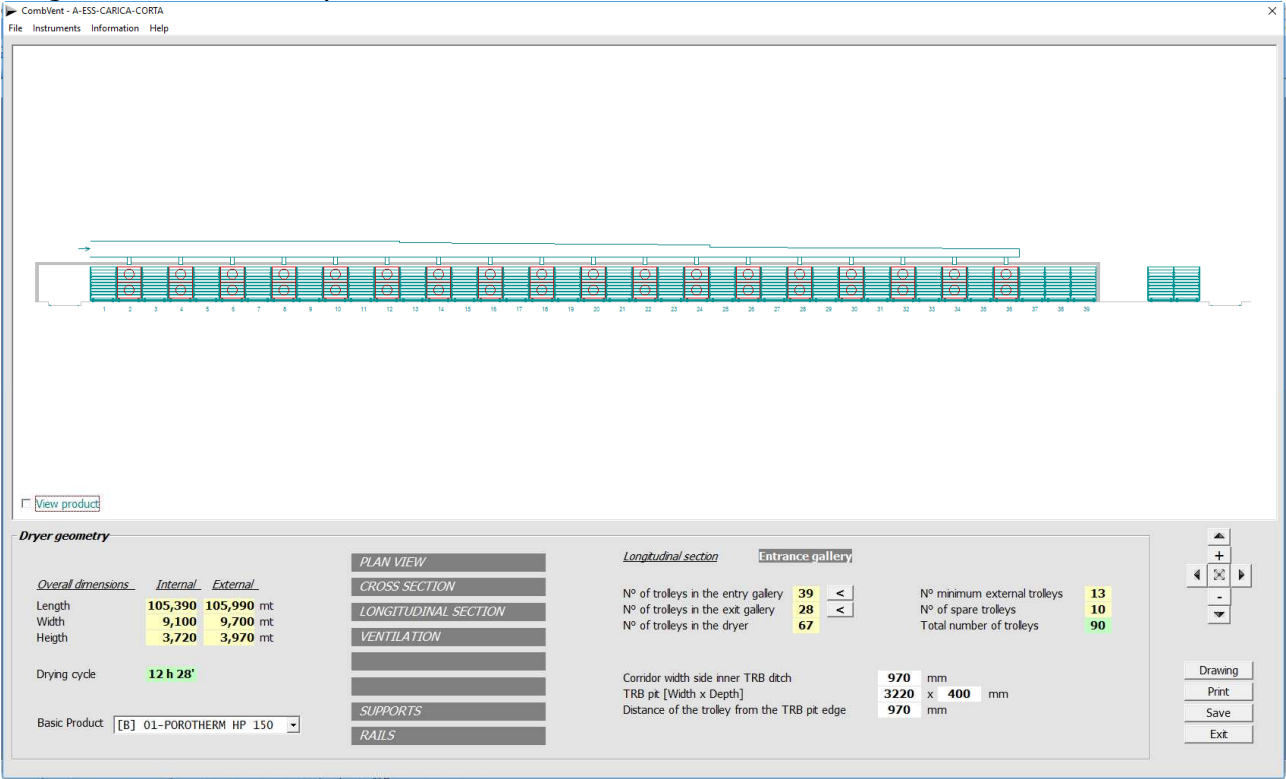 CombVent - A-ESS-CARICA-CORTA
File Instruments Information Help
1 2 3 4 5 6 7 8 9 10 11 12 13 14 15 16 17 18 19 20 21 22 23 24 25 26 27 28 29 30 31 32 33 34 35 36 37 38 39
View product
Dryer geometry
Overall dimensions Internal External
Length 105,390 105,990 mt
Width 9,100 9,700 mt
Heigth 3,720 3,970 mt
Drying cycle 12 h 28'
Basic Product [B] 01-POROTHERM HP 150
PLAN VIEW
CROSS SECTION
LONGITUDINAL SECTION
VENTILATION
SUPPORTS
RAILS
Longitudinal section Entrance gallery
Nº of trolleys in the entry gallery 39 <
Nº of trolleys in the exit gallery 28 <
Nº of trolleys in the dryer 67
Nº minimum external trolleys 13
Nº of spare trolleys 10
Total number of trolleys 90
Corridor width side inner TRB ditch 970 mm
TRB pit [Width x Depth] 3220 x 400 mm
Distance of the trolley from the TRB pit edge 970 mm
+
-
Drawing
Print
Save
Exit